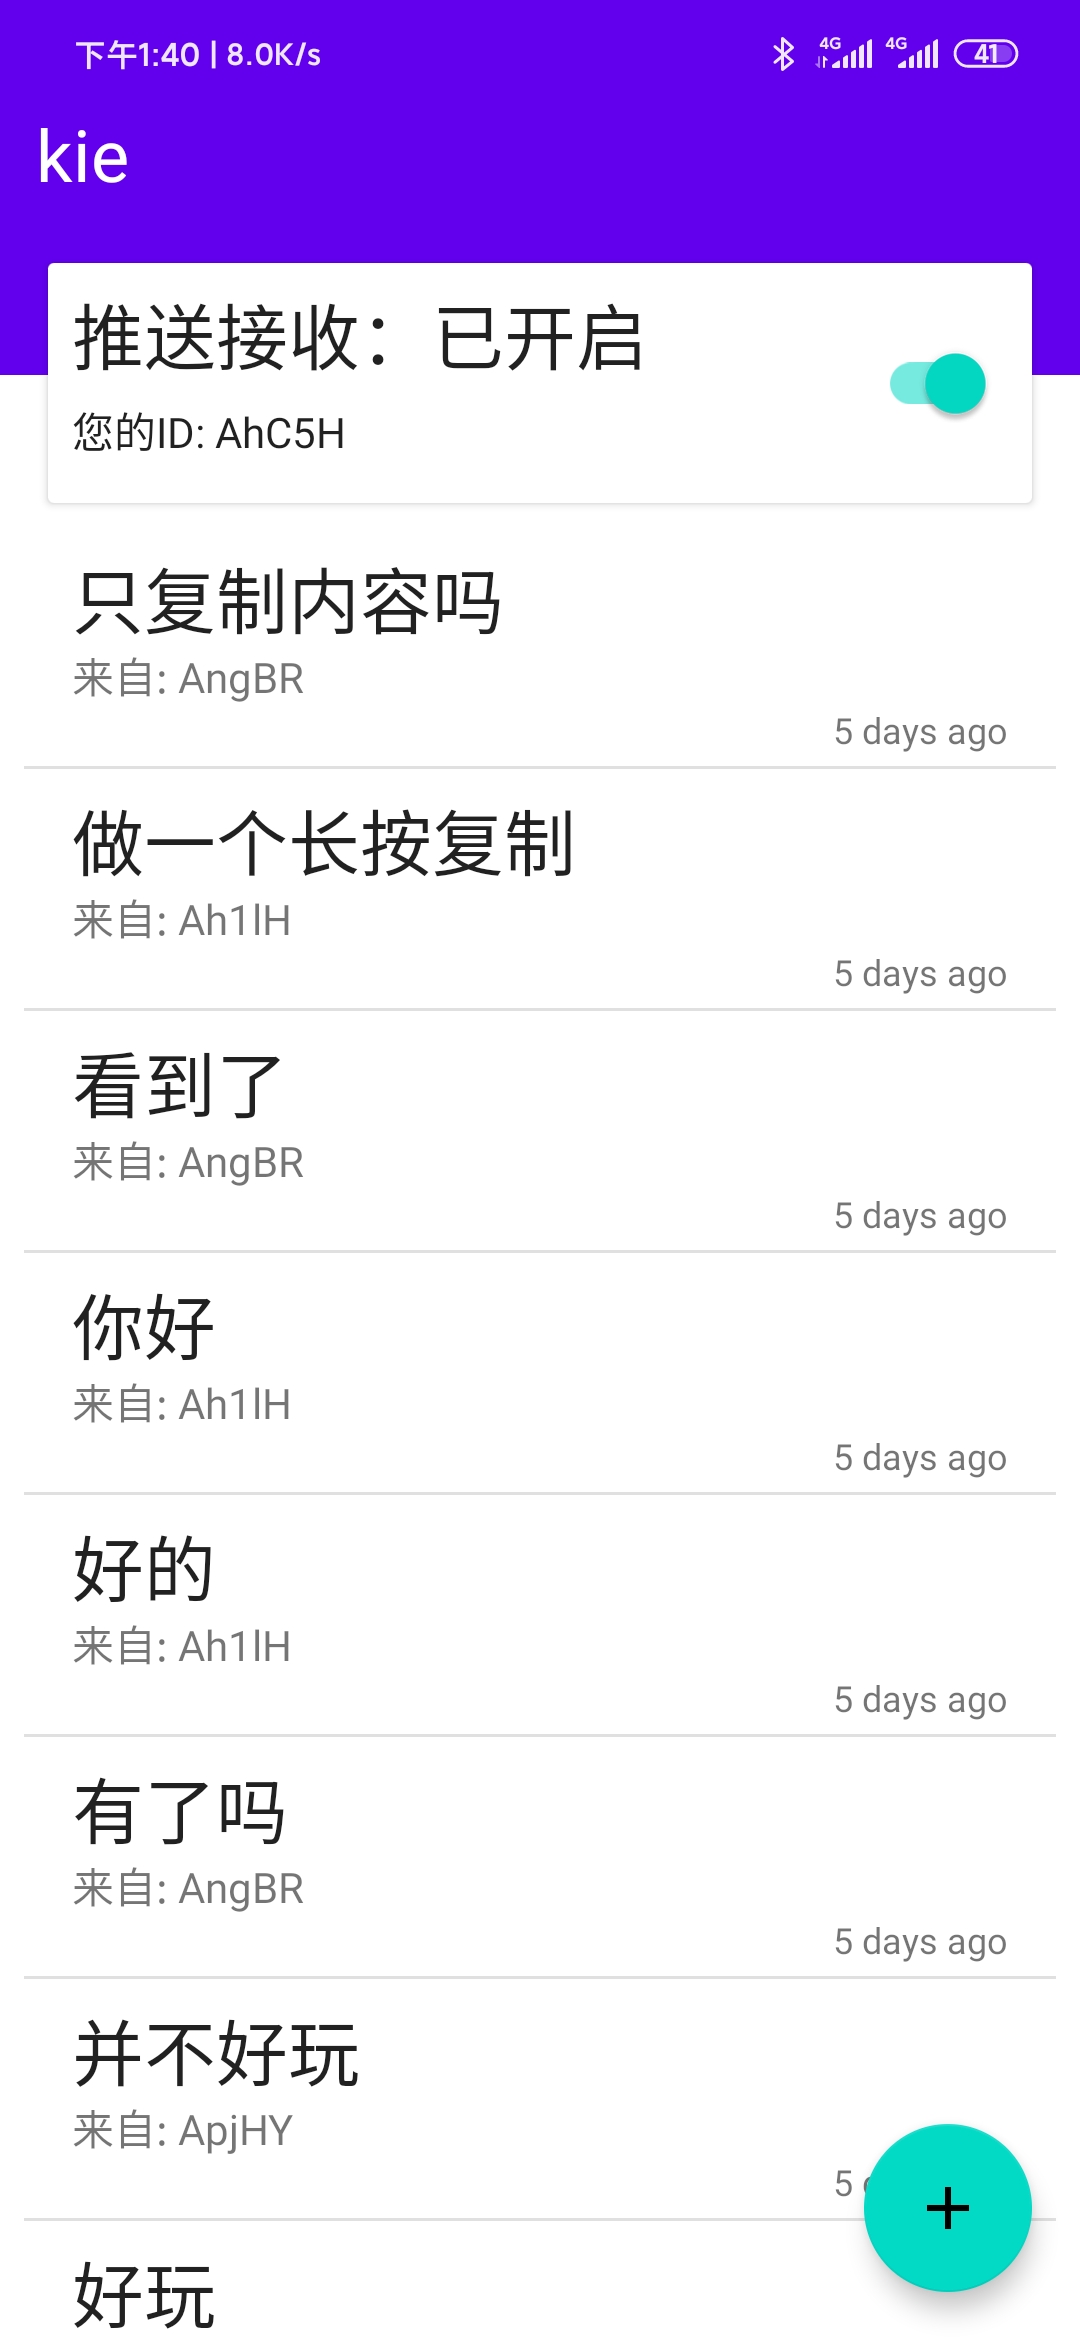 下午1:40 | 8.0K/s 4G 4G 41
kie
推送接收：已开启
您的ID: AhC5H
只复制内容吗
来自: AngBR
5 days ago
做一个长按复制
来自: Ah1lH
5 days ago
看到了
来自: AngBR
5 days ago
你好
来自: Ah1lH
5 days ago
好的
来自: Ah1lH
5 days ago
有了吗
来自: AngBR
5 days ago
并不好玩
来自: ApjHY
5
好玩